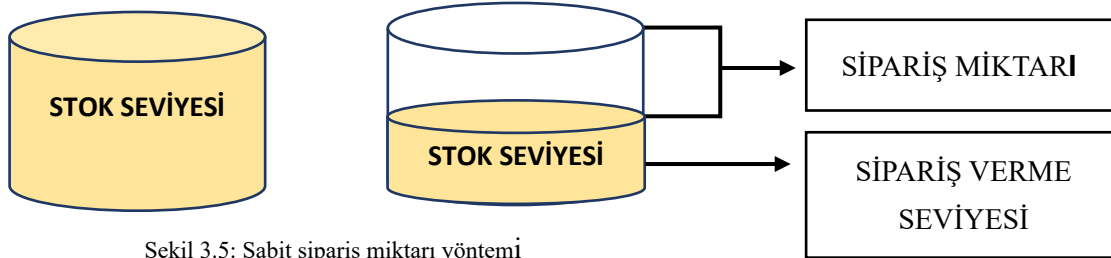 STOK SEVİYESİ
STOK SEVİYESİ
SİPARİŞ MİKTARI
SİPARİŞ VERME
SEVİYESİ
Şekil 3.5: Sabit sipariş miktarı yöntemi